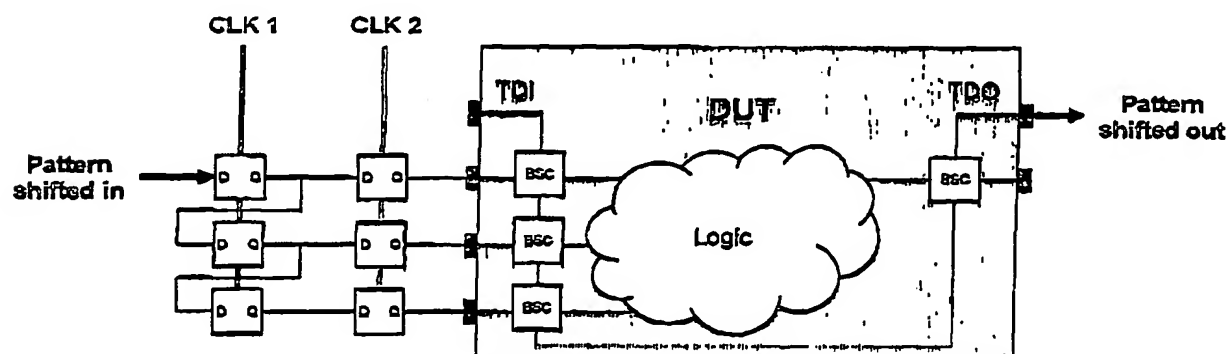 CLK 1
CLK 2
TDI
DUT
TDO
Pattern
shifted out
Pattern
shifted in
D Q
D Q
BSC
BSC
D Q
D Q
BSC
Logic
D Q
D Q
BSC